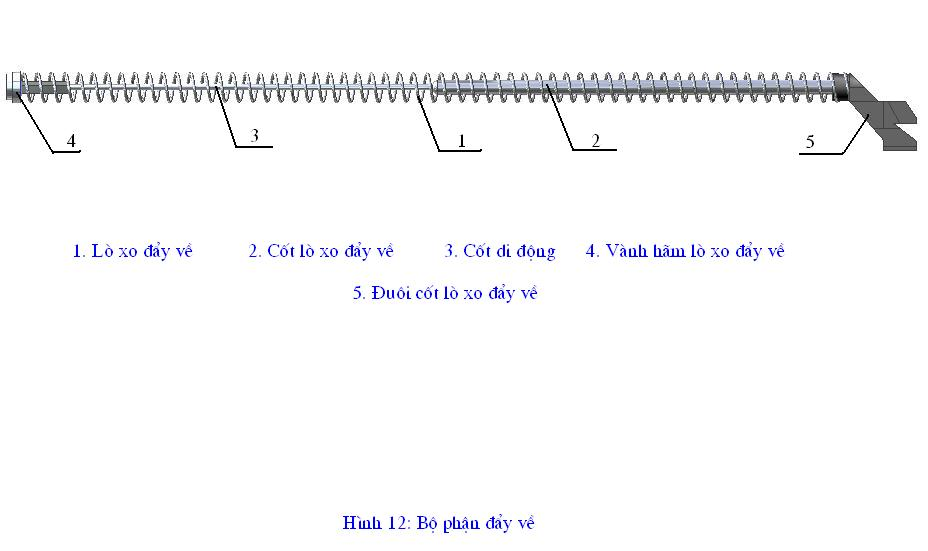 4 3 1 2 5
1. Lò xo đẩy về 2. Cốt lò xo đẩy về 3. Cốt di động 4. Vành hãm lò xo đẩy về
5. Đuôi cốt lò xo đẩy về
Hình 12: Bộ phận đẩy về